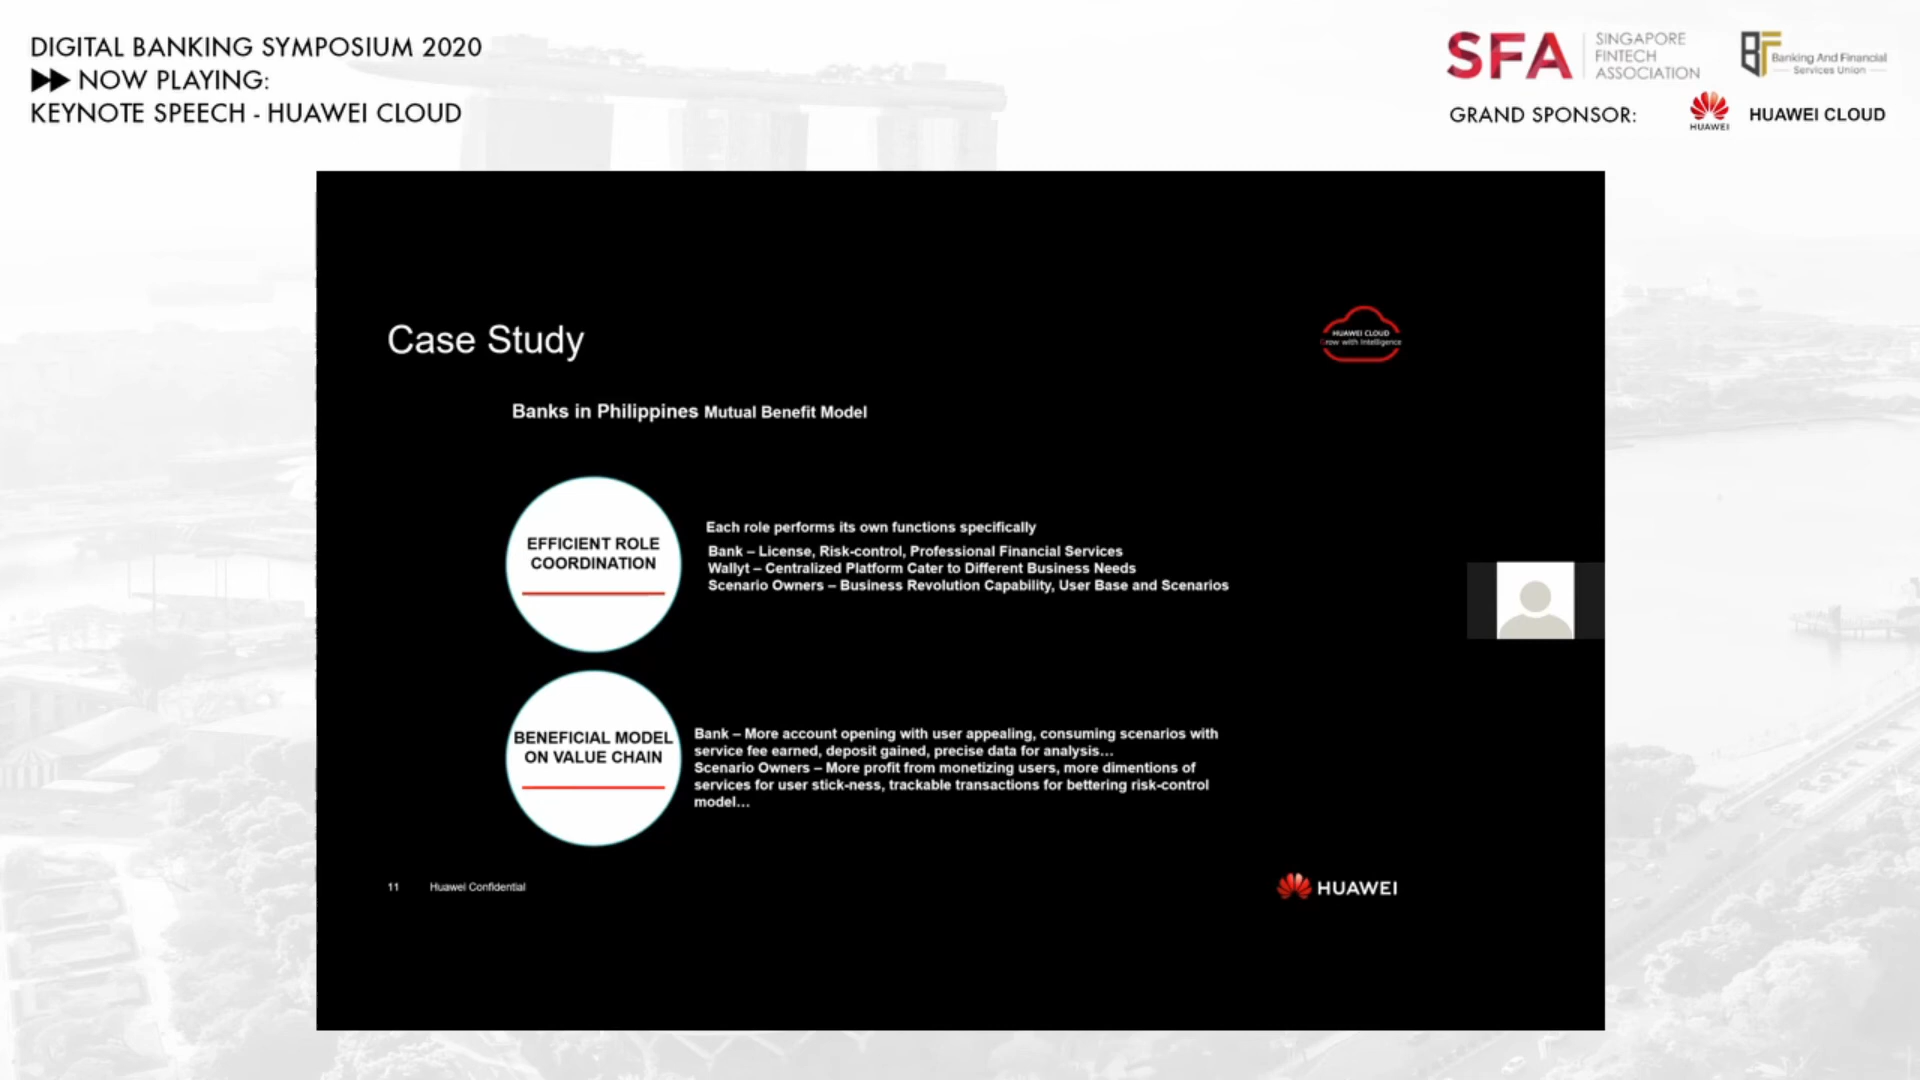 DIGITAL BANKING SYMPOSIUM 2020
NOW PLAYING:
KEYNOTE SPEECH - HUAWEI CLOUD
SFA
SINGAPORE
FINTECH
ASSOCIATION
BF
Banking And Financial
Services Union
GRAND SPONSOR:
HUAWEI
HUAWEI CLOUD
Case Study
HUAWEI CLOUD
Grow with Intelligence
Banks in Philippines Mutual Benefit Model
EFFICIENT ROLE
COORDINATION
Each role performs its own functions specifically
Bank – License, Risk-control, Professional Financial Services
Wallyt – Centralized Platform Cater to Different Business Needs
Scenario Owners – Business Revolution Capability, User Base and Scenarios
BENEFICIAL MODEL
ON VALUE CHAIN
Bank – More account opening with user appealing, consuming scenarios with
service fee earned, deposit gained, precise data for analysis…
Scenario Owners – More profit from monetizing users, more dimentions of
services for user stick-ness, trackable transactions for bettering risk-control
model…
11
Huawei Confidential
HUAWEI